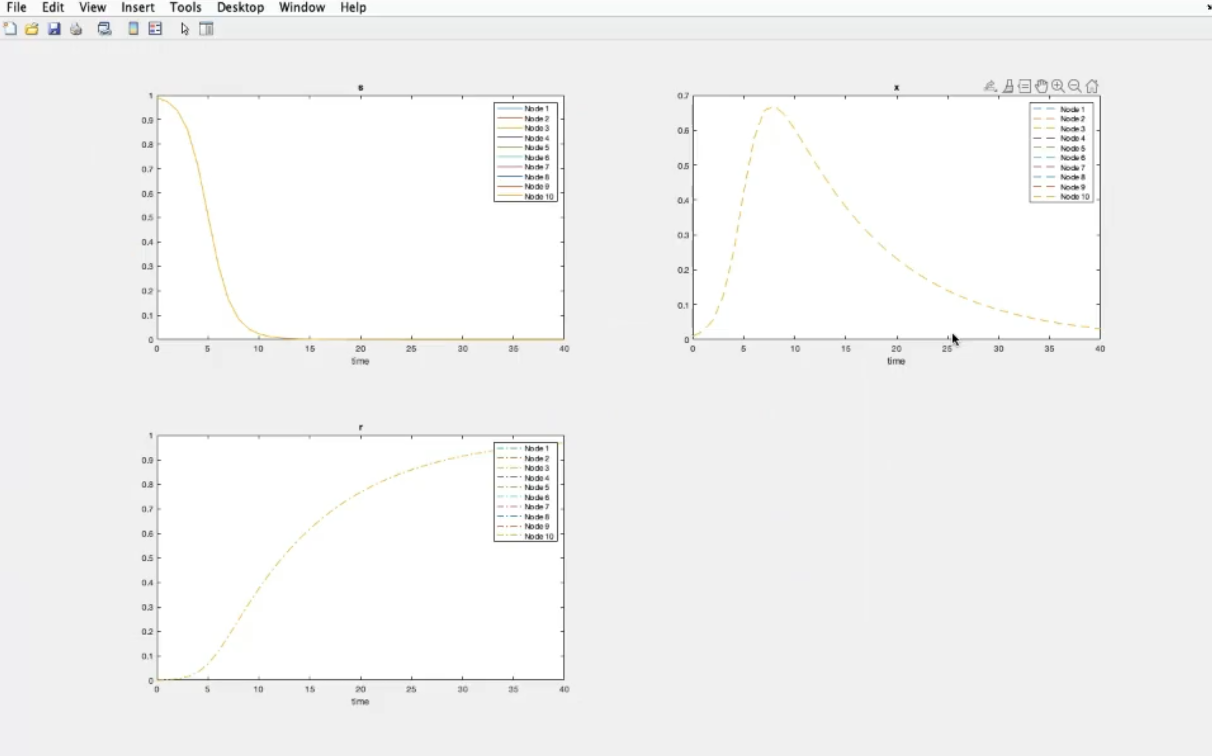 File Edit View Insert Tools Desktop Window Help
s
1
0.9
0.8
0.7
0.6
0.5
0.4
0.3
0.2
0.1
0
0 5 10 15 20 25 30 35 40
time
Node 1
Node 2
Node 3
Node 4
Node 5
Node 6
Node 7
Node 8
Node 9
Node 10
x
0.7
0.6
0.5
0.4
0.3
0.2
0.1
0
0 5 10 15 20 25 30 35 40
time
Node 1
Node 2
Node 3
Node 4
Node 5
Node 6
Node 7
Node 8
Node 9
Node 10
r
1
0.9
0.8
0.7
0.6
0.5
0.4
0.3
0.2
0.1
0
0 5 10 15 20 25 30 35 40
time
Node 1
Node 2
Node 3
Node 4
Node 5
Node 6
Node 7
Node 8
Node 9
Node 10